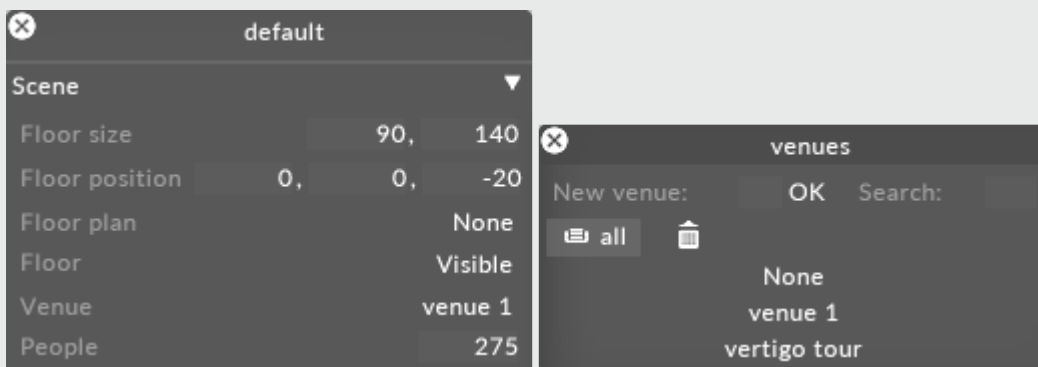 default
Scene
Floor size 90, 140
Floor position 0, 0, -20
Floor plan None
Floor Visible
Venue venue 1
People 275
venues
New venue: OK Search:
all
None
venue 1
vertigo tour